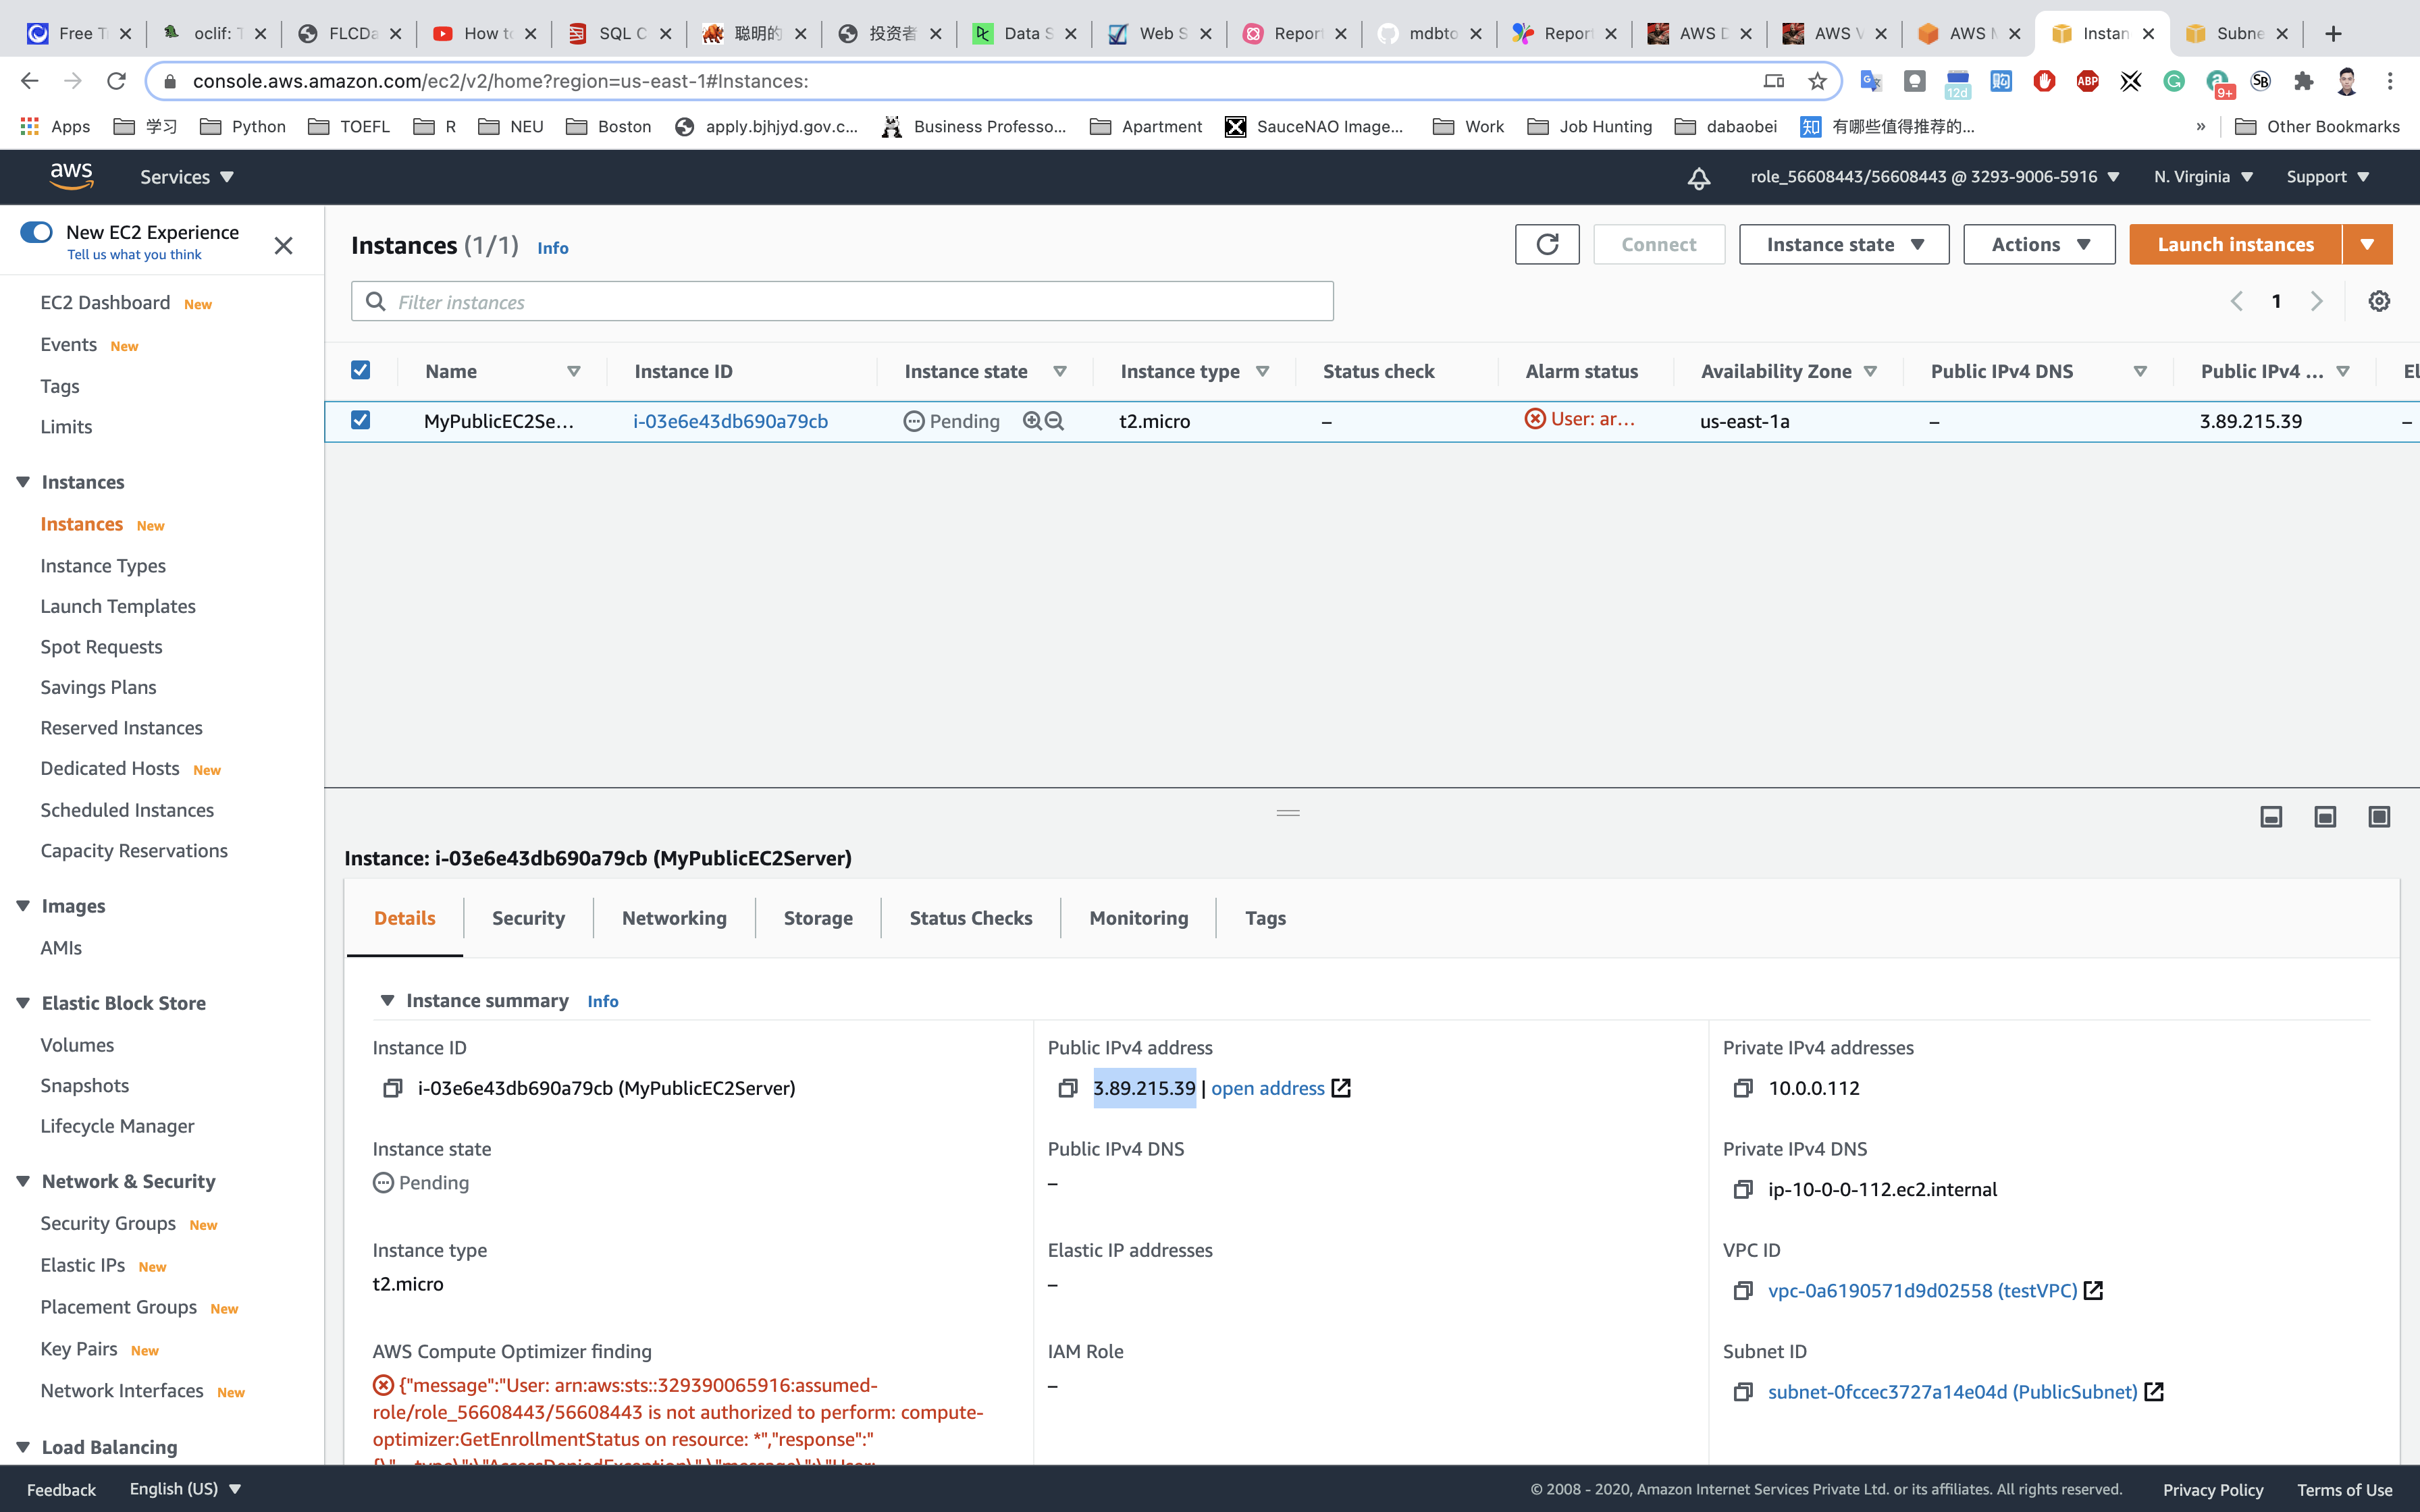 Free T
oclif: T
FLCDa
How to
SQL C
聪明的
投资者
Data S
Web S
Report
mdbto
Report
AWS D
AWS V
AWS M
Instan
Subne
console.aws.amazon.com/ec2/v2/home?region=us-east-1#Instances:
12d
ABP
9+
SB
Apps
学习
Python
TOEFL
R
NEU
Boston
apply.bjhjyd.gov.c...
Business Professo...
Apartment
SauceNAO Image...
Work
Job Hunting
dabaobei
知 有哪些值得推荐的...
»
Other Bookmarks
aws
Services
role_56608443/56608443 @ 3293-9006-5916
N. Virginia
Support
New EC2 Experience
Tell us what you think
EC2 Dashboard New
Events New
Tags
Limits
Instances
Instances New
Instance Types
Launch Templates
Spot Requests
Savings Plans
Reserved Instances
Dedicated Hosts New
Scheduled Instances
Capacity Reservations
Images
AMIs
Elastic Block Store
Volumes
Snapshots
Lifecycle Manager
Network & Security
Security Groups New
Elastic IPs New
Placement Groups New
Key Pairs New
Network Interfaces New
Load Balancing
Instances (1/1) Info
Connect
Instance state
Actions
Launch instances
Filter instances
1
Name
Instance ID
Instance state
Instance type
Status check
Alarm status
Availability Zone
Public IPv4 DNS
Public IPv4 ...
El
MyPublicEC2Se...
i-03e6e43db690a79cb
Pending
t2.micro
–
User: ar...
us-east-1a
–
3.89.215.39
–
Instance: i-03e6e43db690a79cb (MyPublicEC2Server)
Details
Security
Networking
Storage
Status Checks
Monitoring
Tags
Instance summary Info
Instance ID
i-03e6e43db690a79cb (MyPublicEC2Server)
Public IPv4 address
3.89.215.39 | open address
Private IPv4 addresses
10.0.0.112
Instance state
Pending
Public IPv4 DNS
–
Private IPv4 DNS
ip-10-0-0-112.ec2.internal
Instance type
t2.micro
Elastic IP addresses
–
VPC ID
vpc-0a6190571d9d02558 (testVPC)
AWS Compute Optimizer finding
{"message":"User: arn:aws:sts::329390065916:assumed-
role/role_56608443/56608443 is not authorized to perform: compute-
optimizer:GetEnrollmentStatus on resource: *","response":"
IAM Role
–
Subnet ID
subnet-0fccec3727a14e04d (PublicSubnet)
Feedback
English (US)
© 2008 - 2020, Amazon Internet Services Private Ltd. or its affiliates. All rights reserved.
Privacy Policy
Terms of Use